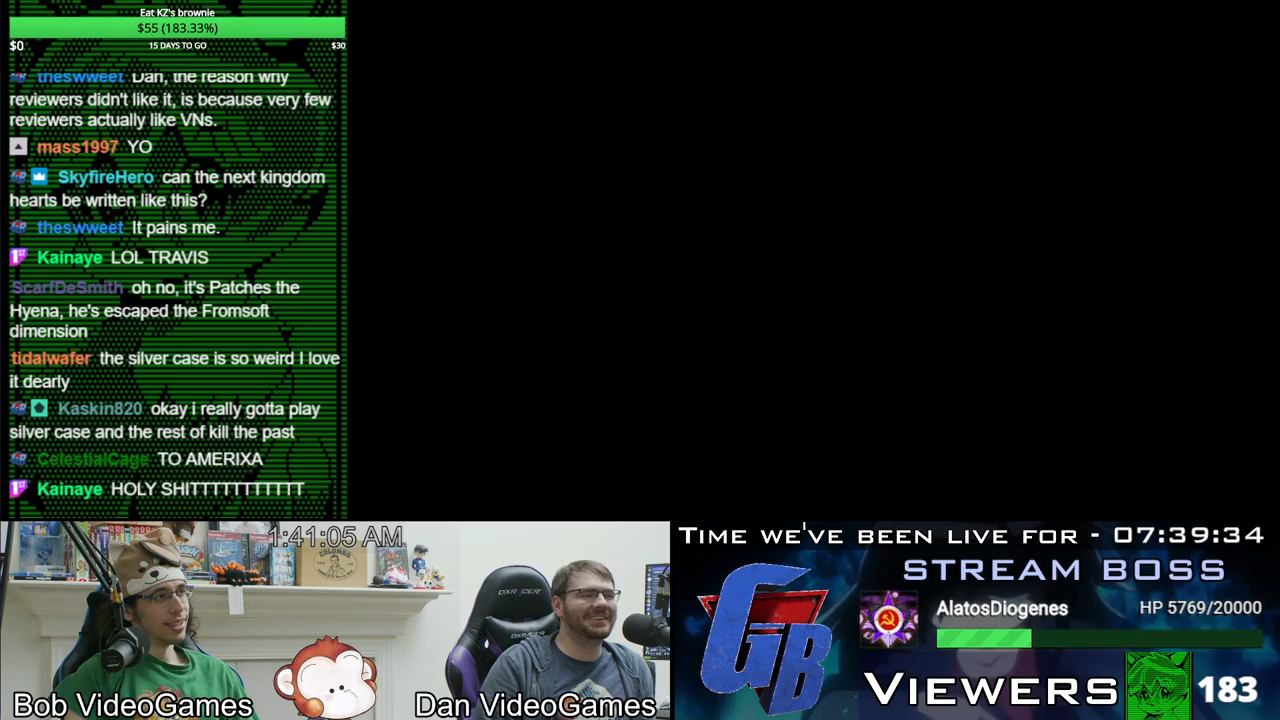 Eat KZ's brownie
$55 (183.33%)
$0 15 DAYS TO GO $30
theswweet Dan, the reason why
reviewers didn't like it, is because very few
reviewers actually like VNs.
mass1997 YO
SkyfireHero can the next kingdom
hearts be written like this?
theswweet It pains me.
1ST Kainaye LOL TRAVIS
ScarfDeSmith oh no, it's Patches the
Hyena, he's escaped the Fromsoft
dimension
tidalwafer the silver case is so weird I love
it dearly
Kaskin820 okay i really gotta play
silver case and the rest of kill the past
CelestialCage TO AMERIXA
1ST Kainaye HOLY SHITTTTTTTTTTT
1:41:05 AM
COLUMBO
DXRACER
DXRACER
Bob VideoGames
Dan VideoGames
TIME WE'VE BEEN LIVE FOR - 07:39:34
STREAM BOSS
AlatosDiogenes HP 5769/20000
GB
VIEWERS 183